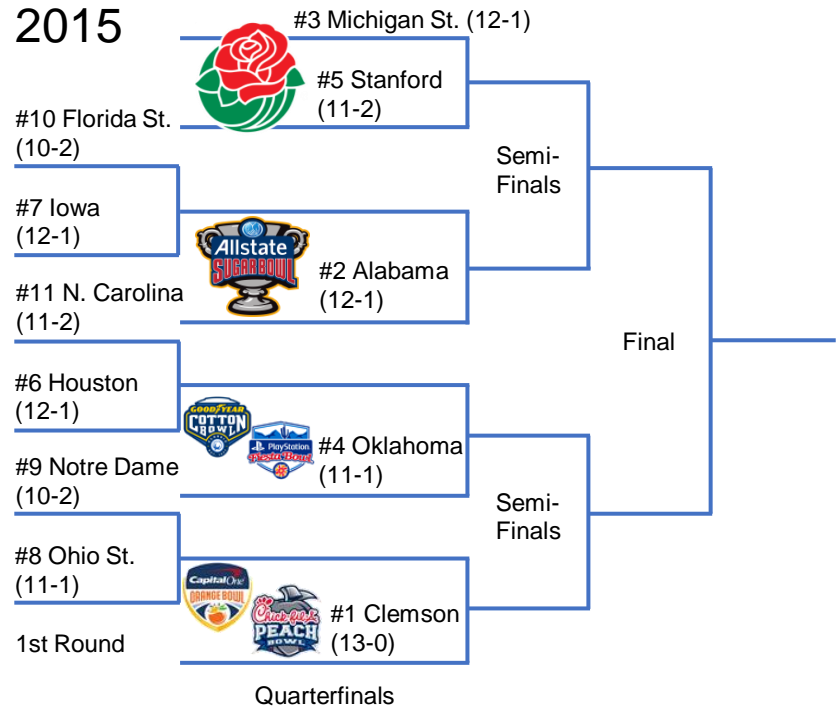 2015
#3 Michigan St. (12-1)
#5 Stanford
(11-2)
#10 Florida St.
(10-2)
Semi-
Finals
#7 Iowa
(12-1)
Allstate
SUGAR BOWL
#2 Alabama
(12-1)
#11 N. Carolina
(11-2)
Final
#6 Houston
(12-1)
GOODYEAR
COTTON
BOWL
PlayStation
Fiesta Bowl
#4 Oklahoma
(11-1)
#9 Notre Dame
(10-2)
Semi-
Finals
#8 Ohio St.
(11-1)
Capital One
ORANGE BOWL
Chick-fil-A
PEACH
BOWL
#1 Clemson
(13-0)
1st Round
Quarterfinals